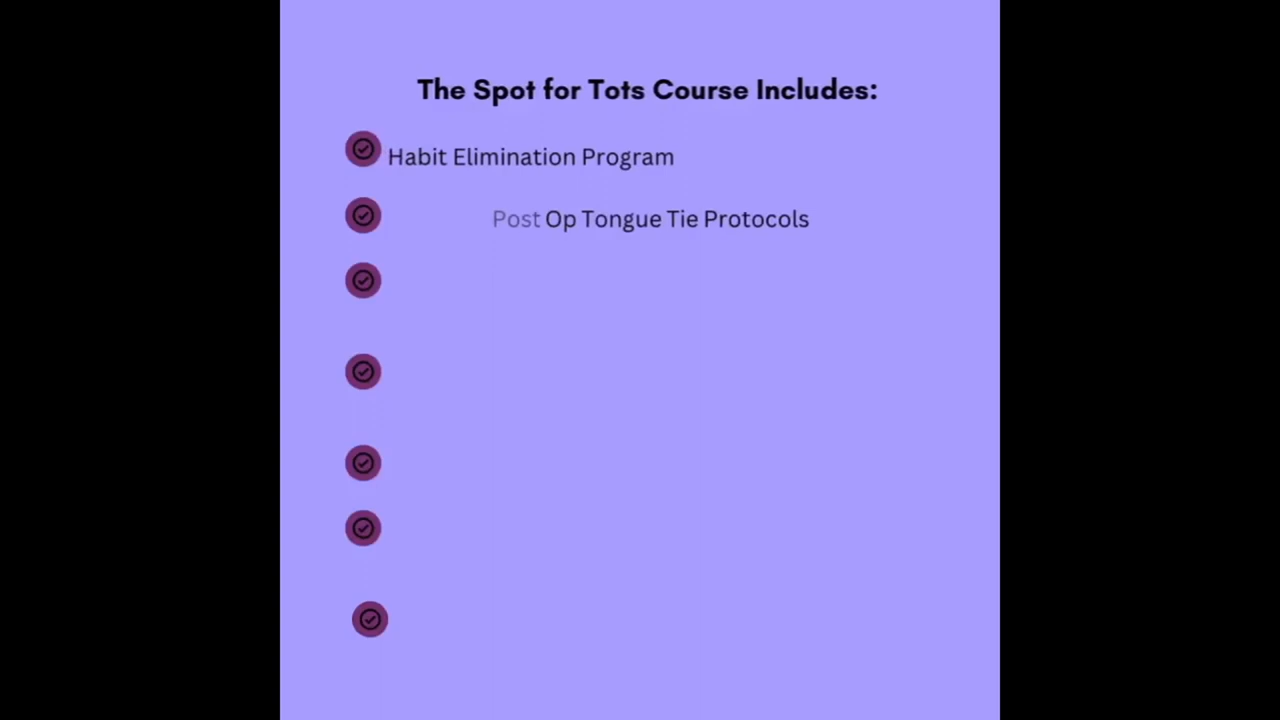 The Spot for Tots Course Includes:
Habit Elimination Program
Post Op Tongue Tie Protocols